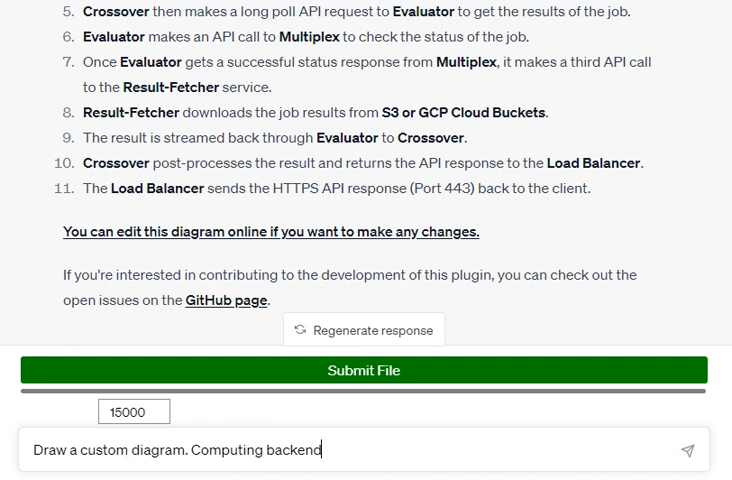 5. Crossover then makes a long poll API request to Evaluator to get the results of the job.
6. Evaluator makes an API call to Multiplex to check the status of the job.
7. Once Evaluator gets a successful status response from Multiplex, it makes a third API call
to the Result-Fetcher service.
8. Result-Fetcher downloads the job results from S3 or GCP Cloud Buckets.
9. The result is streamed back through Evaluator to Crossover.
10. Crossover post-processes the result and returns the API response to the Load Balancer.
11. The Load Balancer sends the HTTPS API response (Port 443) back to the client.
You can edit this diagram online if you want to make any changes.
If you're interested in contributing to the development of this plugin, you can check out the
open issues on the GitHub page.
Regenerate response
Submit File
15000
Draw a custom diagram. Computing backend